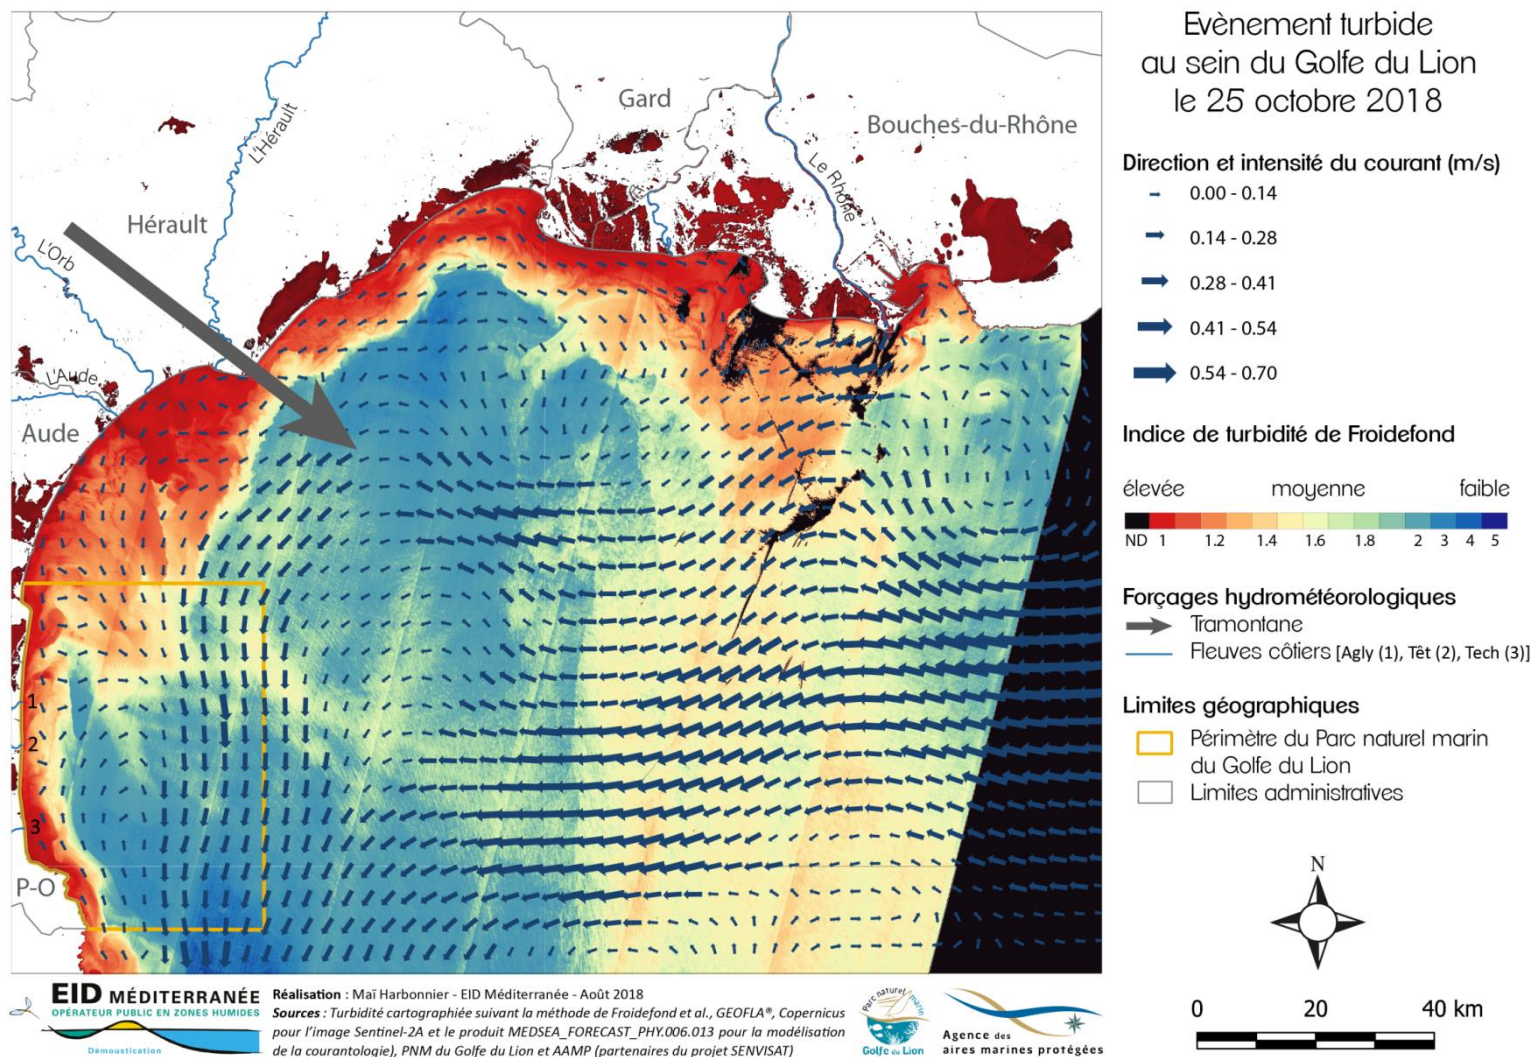 Evènement turbide
au sein du Golfe du Lion
le 25 octobre 2018
Direction et intensité du courant (m/s)
0.00 - 0.14
0.14 - 0.28
0.28 - 0.41
0.41 - 0.54
0.54 - 0.70
Indice de turbidité de Froidefond
élevée moyenne faible
ND 1 1.2 1.4 1.6 1.8 2 3 4 5
Forçages hydrométéorologiques
Tramontane
Fleuves côtiers [Agly (1), Têt (2), Tech (3)]
Limites géographiques
Périmètre du Parc naturel marin
du Golfe du Lion
Limites administratives
N
0 20 40 km
Gard
Bouches-du-Rhône
L'Hérault
Le Rhône
Hérault
L'Orb
L'Aude
Aude
1
2
3
P-O
EID MÉDITERRANÉE
OPÉRATEUR PUBLIC EN ZONES HUMIDES
Démoustication
Réalisation : Maï Harbonnier - EID Méditerranée - Août 2018
Sources : Turbidité cartographiée suivant la méthode de Froidefond et al., GEOFLA®, Copernicus
pour l'image Sentinel-2A et le produit MEDSEA_FORECAST_PHY.006.013 pour la modélisation
de la courantologie), PNM du Golfe du Lion et AAMP (partenaires du projet SENVISAT)
Parc naturel marin
Golfe du Lion
Agence des
aires marines protégées